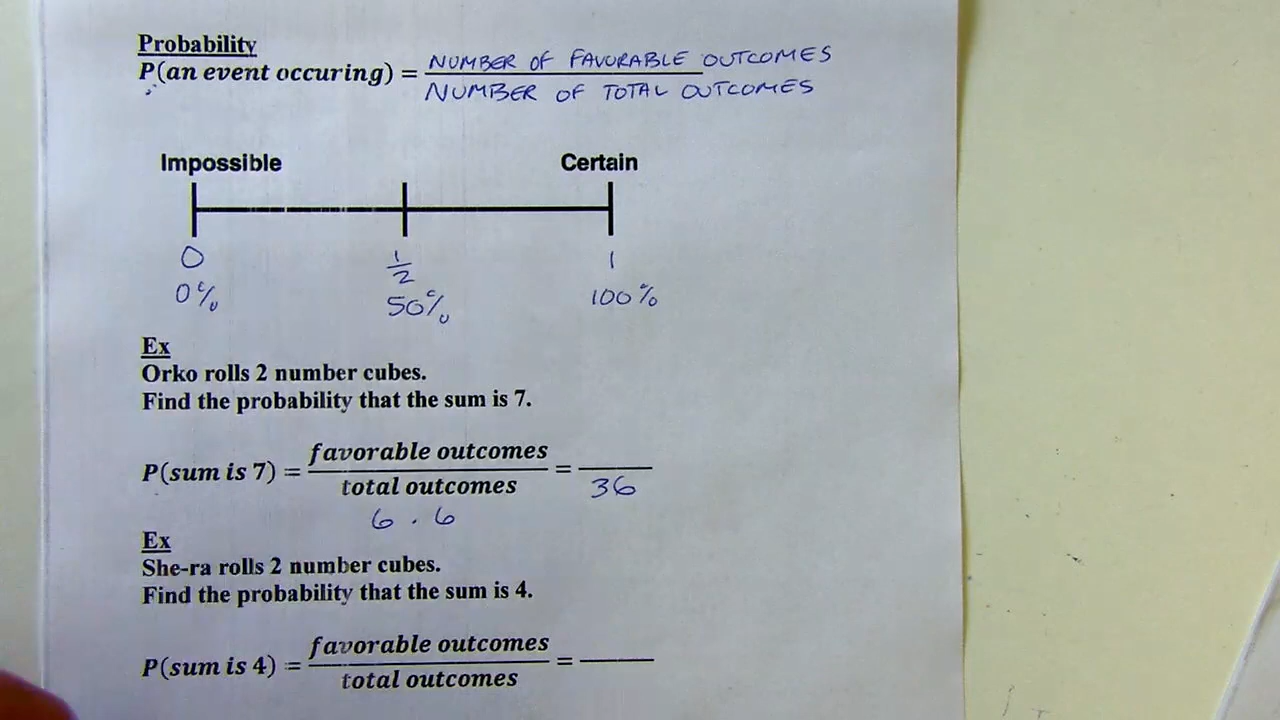 Probability
P(an event occuring) = NUMBER OF FAVORABLE OUTCOMES / NUMBER OF TOTAL OUTCOMES
Impossible Certain
0 1/2 1
0% 50% 100%
Ex
Orko rolls 2 number cubes.
Find the probability that the sum is 7.
P(sum is 7) = favorable outcomes / total outcomes = ____ / 36
6 . 6
Ex
She-ra rolls 2 number cubes.
Find the probability that the sum is 4.
P(sum is 4) = favorable outcomes / total outcomes = ____